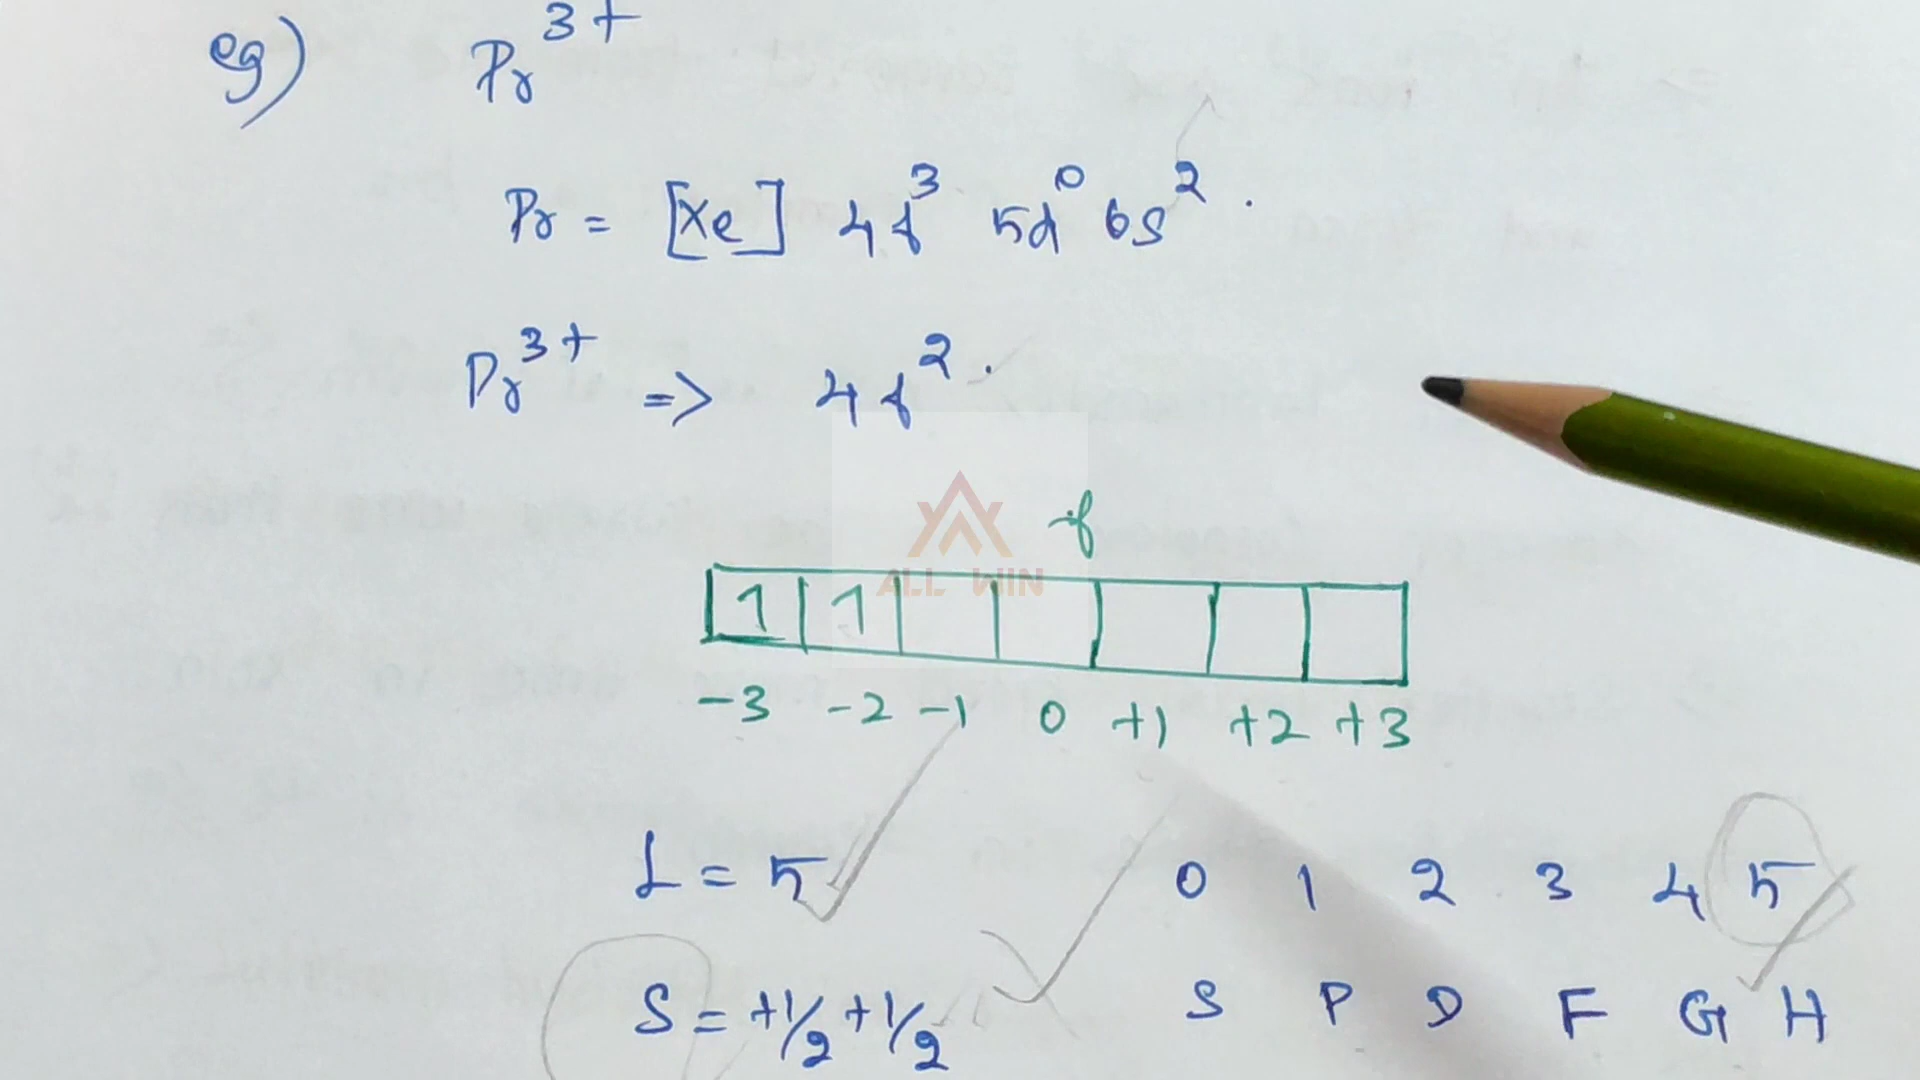 eg) Pr³⁺
Pr = [Xe] 4f³ 5d⁰ 6s² .
Pr³⁺ => 4f² .
f
ALL WIN
1 1
-3 -2 -1 0 +1 +2 +3
L = 5 0 1 2 3 4 5
S = +1/2 +1/2 S P D F G H